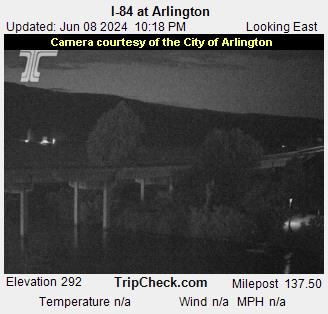 I-84 at Arlington
Updated: Jun 08 2024 10:18 PM Looking East
Camera courtesy of the City of Arlington
Elevation 292 TripCheck.com Milepost 137.50
Temperature n/a Wind n/a MPH n/a